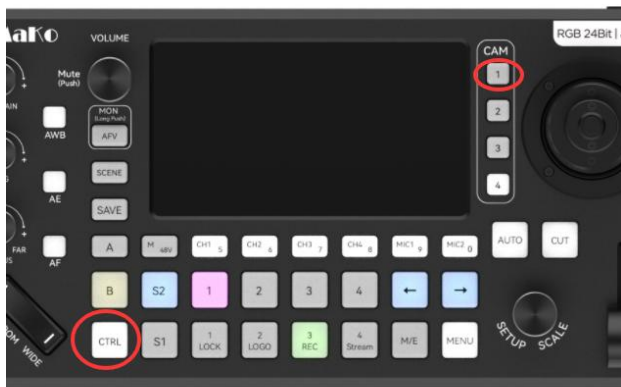 VOLUME
RGB 24Bit |
CAM
1
Mute
(Push)
2
MON
(Long Push)
AFV
AWB
3
SCENE
4
AE
SAVE
FAR
AF
A
M 48V
CH1 5
CH2 6
CH3 7
CH4 8
MIC1 9
MIC2 0
AUTO
CUT
B
S2
1
2
3
4
←
→
WIDE
CTRL
S1
1 LOCK
2 LOGO
3 REC
4 Stream
M/E
MENU
SETUP SCALE